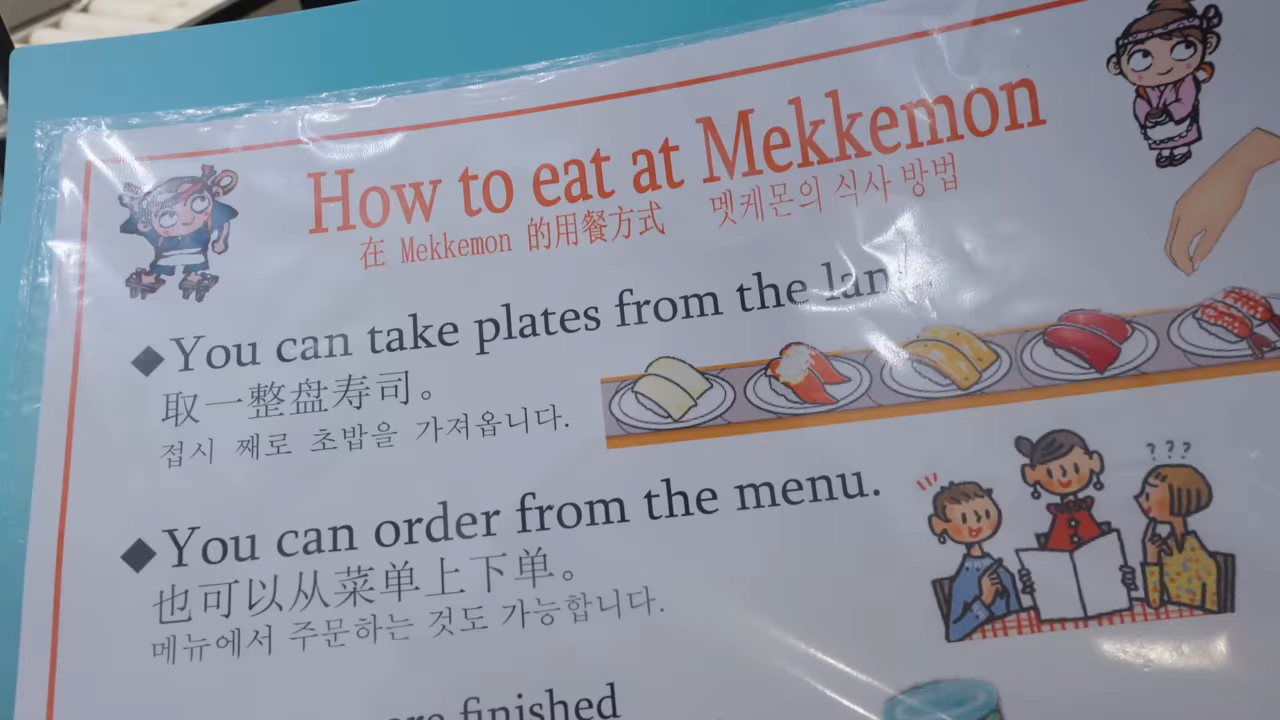 How to eat at Mekkemon
在 Mekkemon 的用餐方式 멧케몬의 식사 방법
◆You can take plates from the
取一整盘寿司。
접시 째로 초밥을 가져옵니다.
◆You can order from the menu.
也可以从菜单上下单。
메뉴에서 주문하는 것도 가능합니다.
???
finished